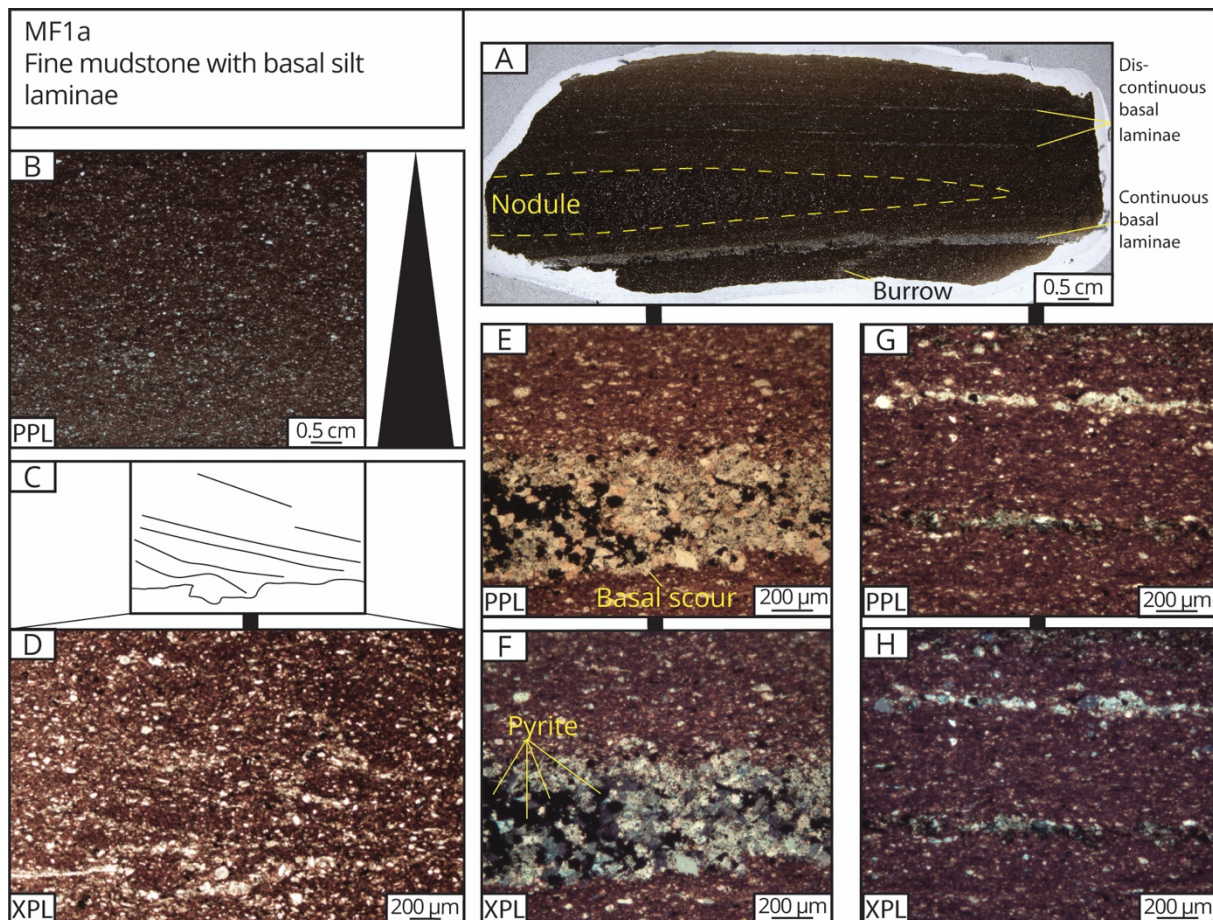 MF1a
Fine mudstone with basal silt
laminae
A
Dis-
continuous
basal
laminae
Nodule
Continuous
basal
laminae
Burrow
0.5 cm
B
PPL
0.5 cm
C
D
XPL
200 µm
E
Basal scour
PPL
200 µm
F
Pyrite
XPL
200 µm
G
PPL
200 µm
H
XPL
200 µm